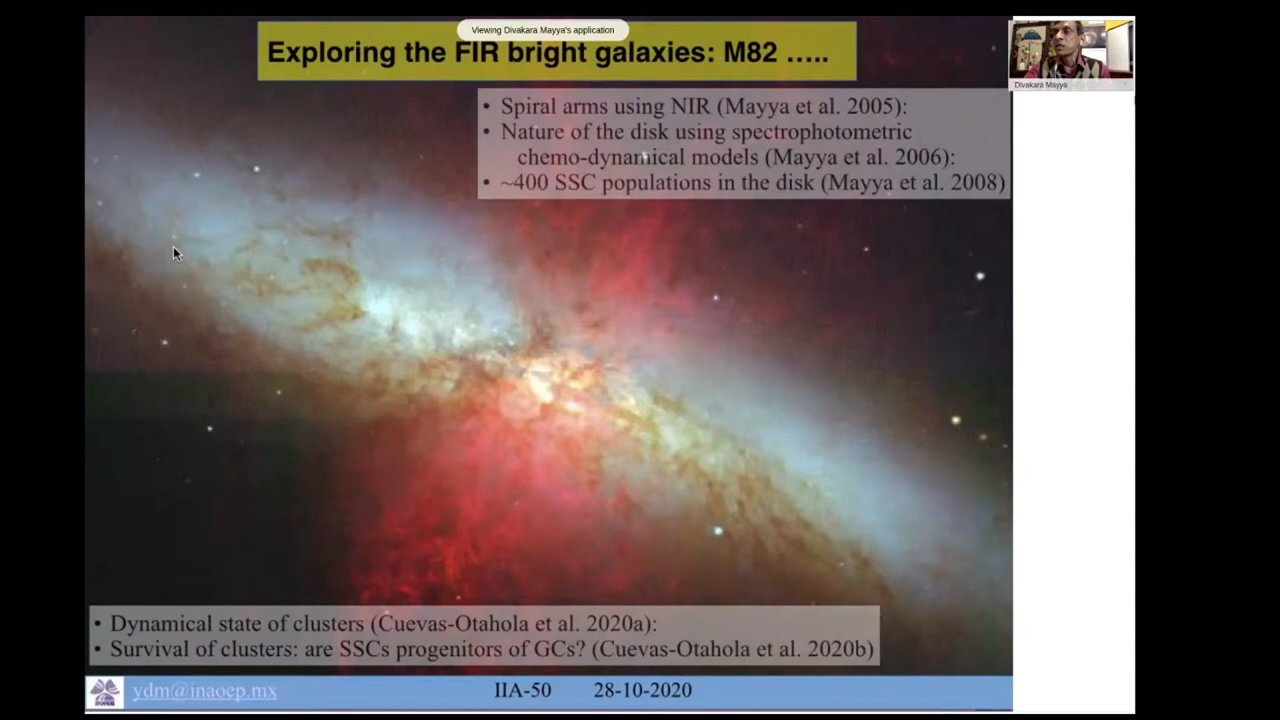 Viewing Divakara Mayya's application
Exploring the FIR bright galaxies: M82 …..
Divakara Mayya
• Spiral arms using NIR (Mayya et al. 2005):
• Nature of the disk using spectrophotometric
chemo-dynamical models (Mayya et al. 2006):
• ~400 SSC populations in the disk (Mayya et al. 2008)
• Dynamical state of clusters (Cuevas-Otahola et al. 2020a):
• Survival of clusters: are SSCs progenitors of GCs? (Cuevas-Otahola et al. 2020b)
ydm@inaoep.mx IIA-50 28-10-2020